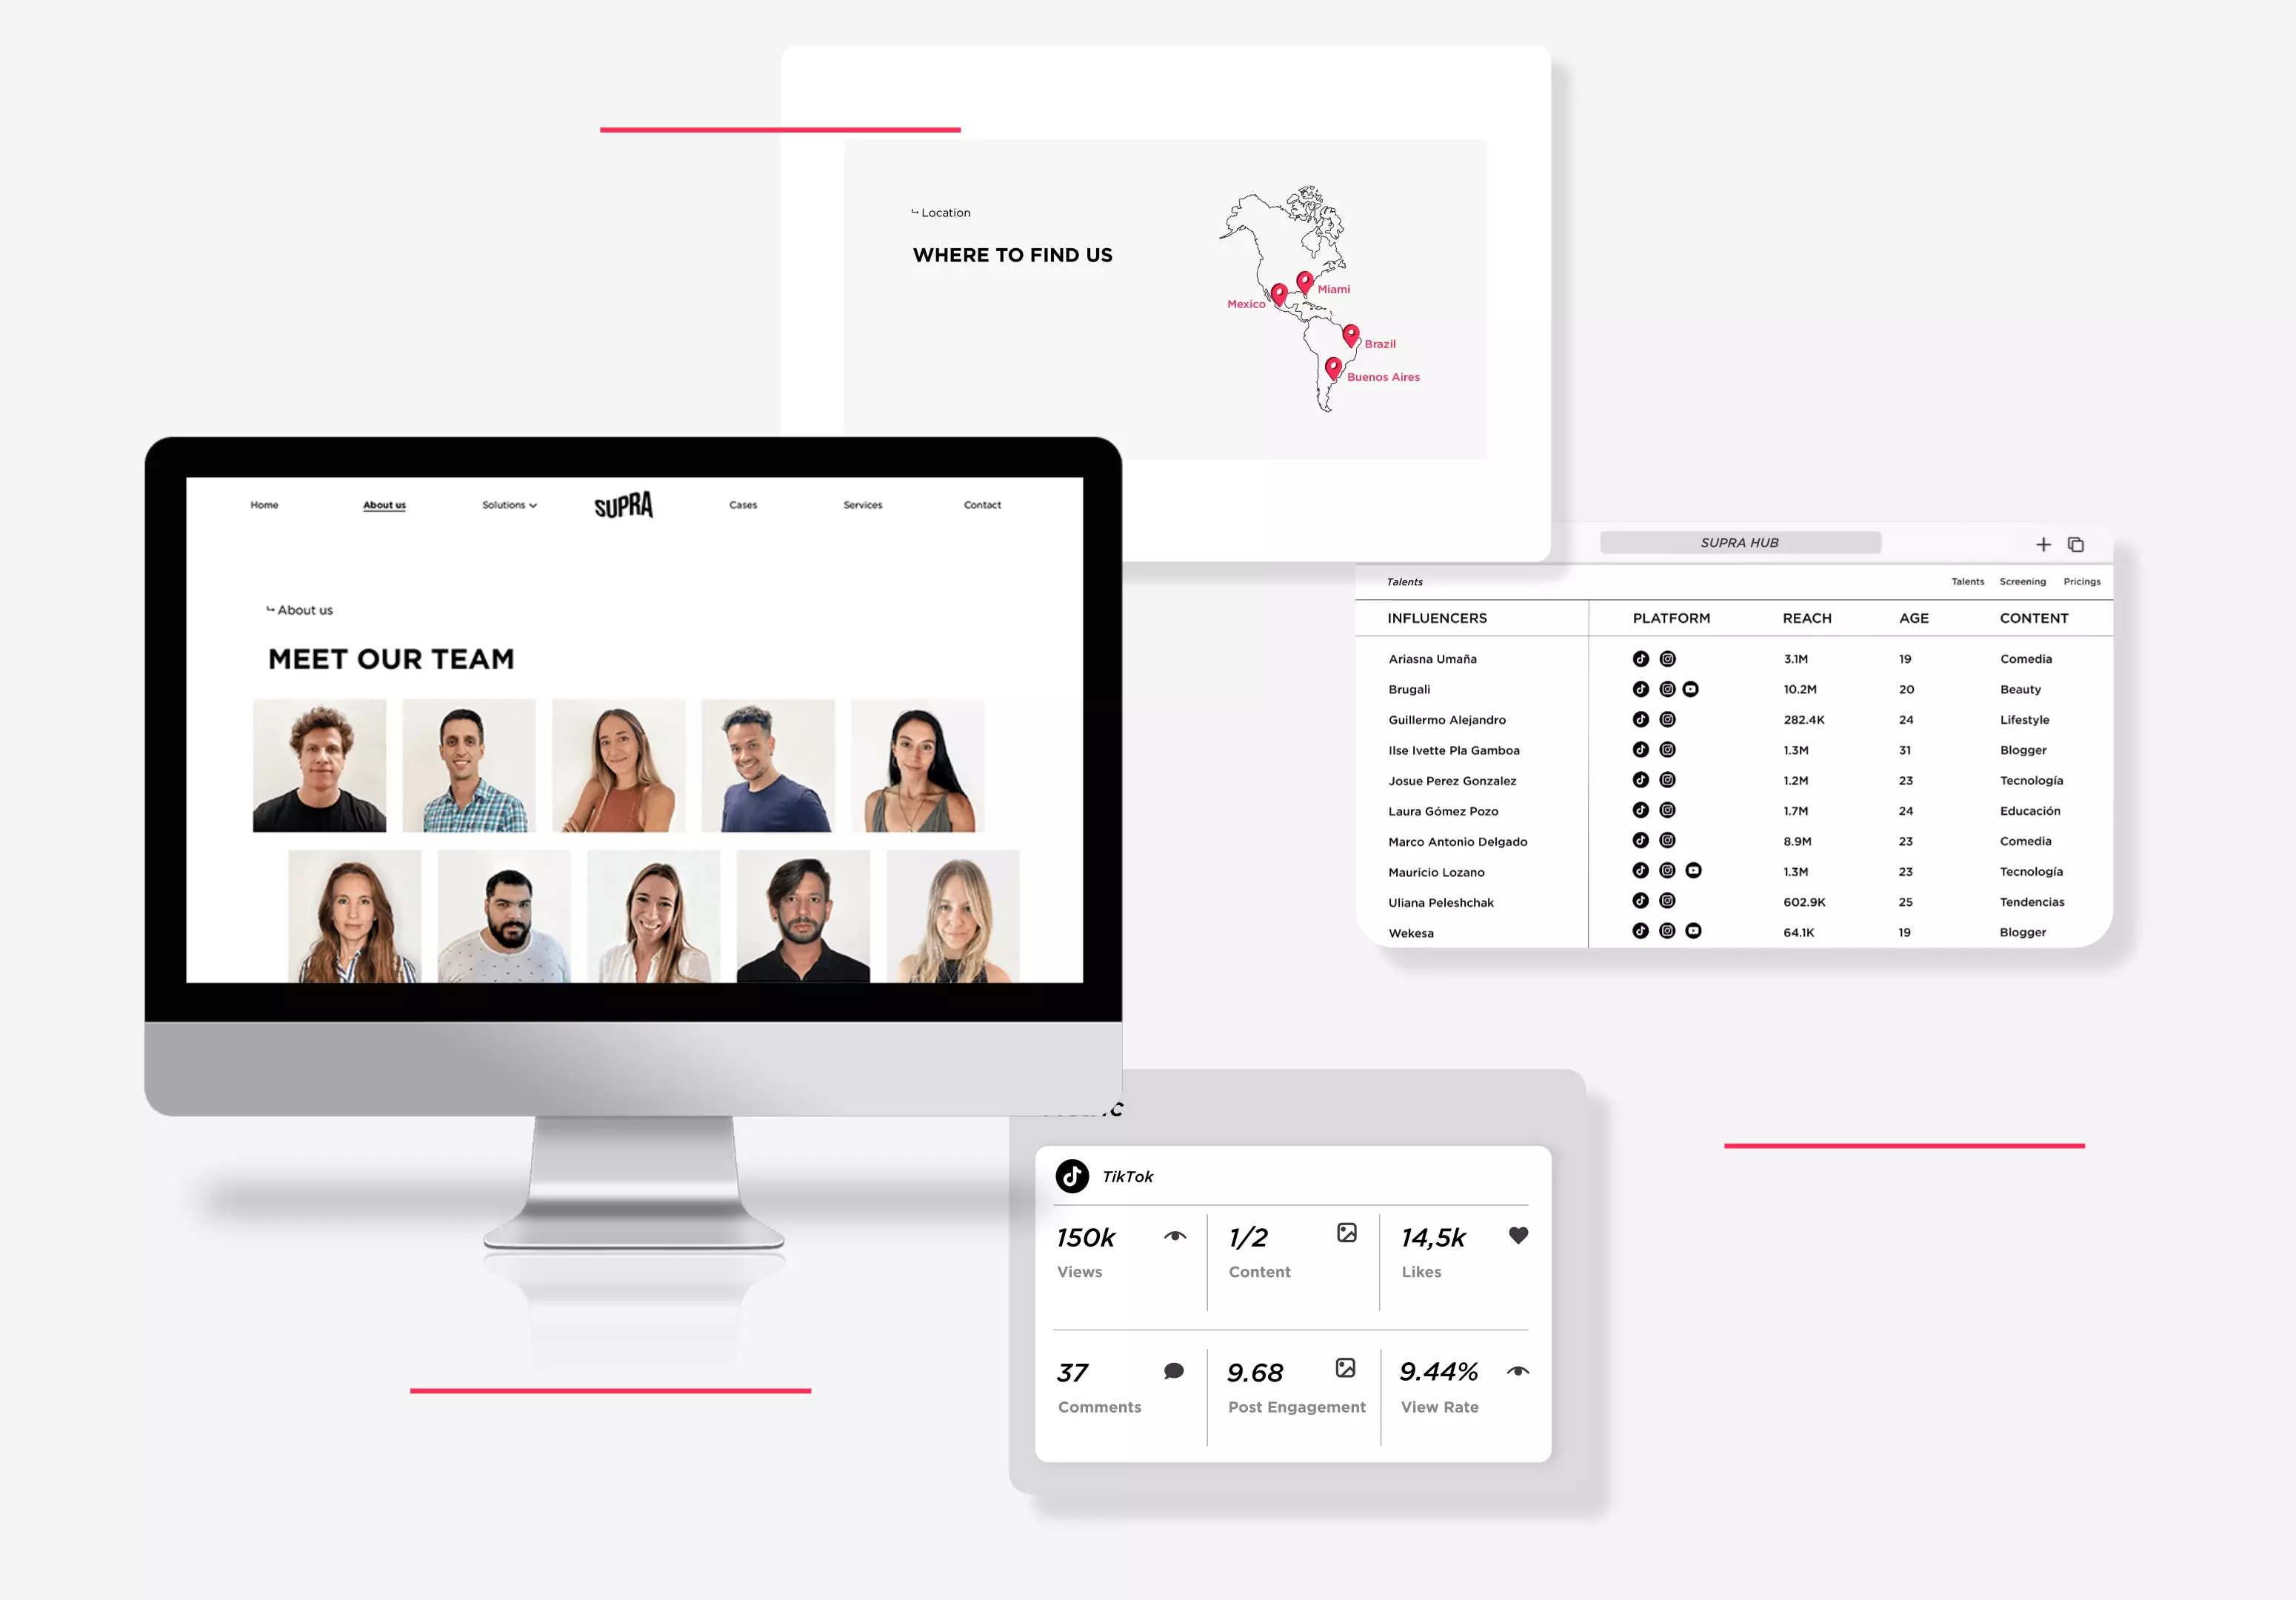 Location
WHERE TO FIND US
Miami
Mexico
Brazil
Buenos Aires
Home About us Solutions SUPRA Cases Services Contact
About us
MEET OUR TEAM
SUPRA HUB
Talents Talents Screening Pricings
INFLUENCERS PLATFORM REACH AGE CONTENT
Ariasna Umaña 3.1M 19 Comedia
Brugali 10.2M 20 Beauty
Guillermo Alejandro 282.4K 24 Lifestyle
Ilse Ivette Pla Gamboa 1.3M 31 Blogger
Josue Perez Gonzalez 1.2M 23 Tecnología
Laura Gómez Pozo 1.7M 24 Educación
Marco Antonio Delgado 8.9M 23 Comedia
Mauricio Lozano 1.3M 23 Tecnología
Uliana Peleshchak 602.9K 25 Tendencias
Wekesa 64.1K 19 Blogger
TikTok
150k 1/2 14,5k
Views Content Likes
37 9.68 9.44%
Comments Post Engagement View Rate